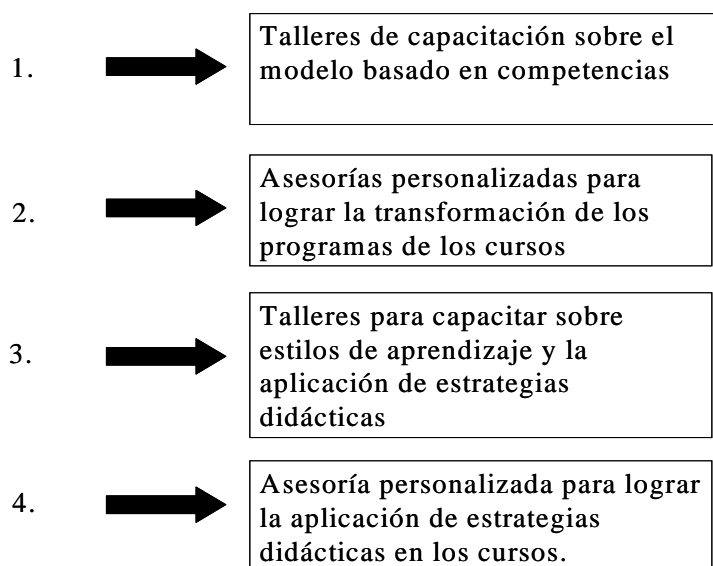 1.
Talleres de capacitación sobre el
modelo basado en competencias
2.
Asesorías personalizadas para
lograr la transformación de los
programas de los cursos
3.
Talleres para capacitar sobre
estilos de aprendizaje y la
aplicación de estrategias
didácticas
4.
Asesoría personalizada para lograr
la aplicación de estrategias
didácticas en los cursos.